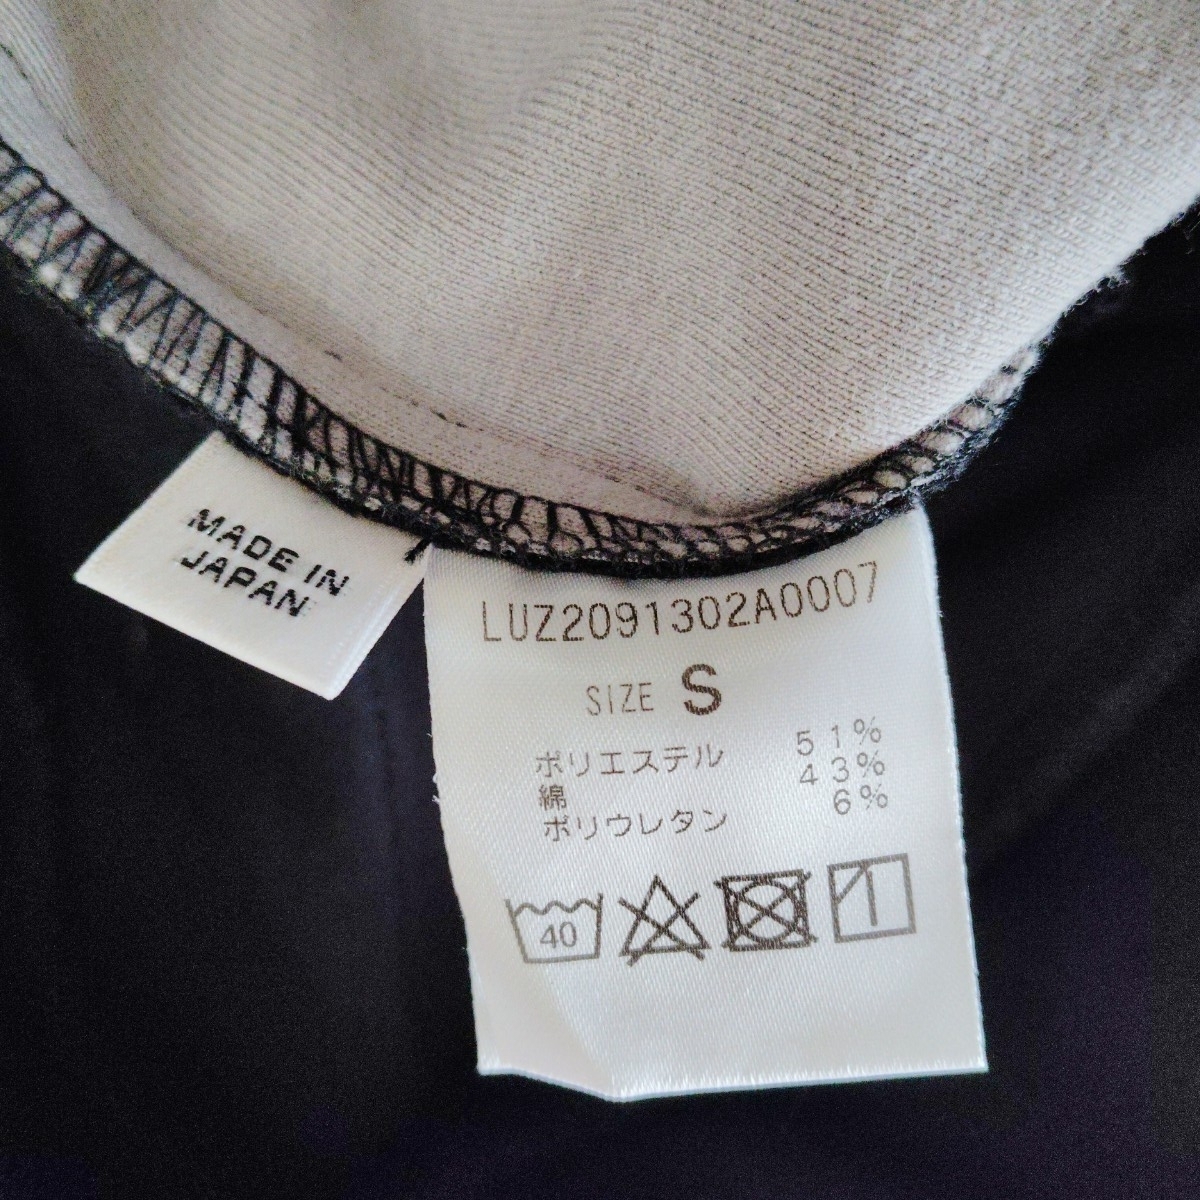 MADE IN
JAPAN
LUZ2091302A0007
SIZE S
ポリエステル 51%
綿 43%
ポリウレタン 6%
40